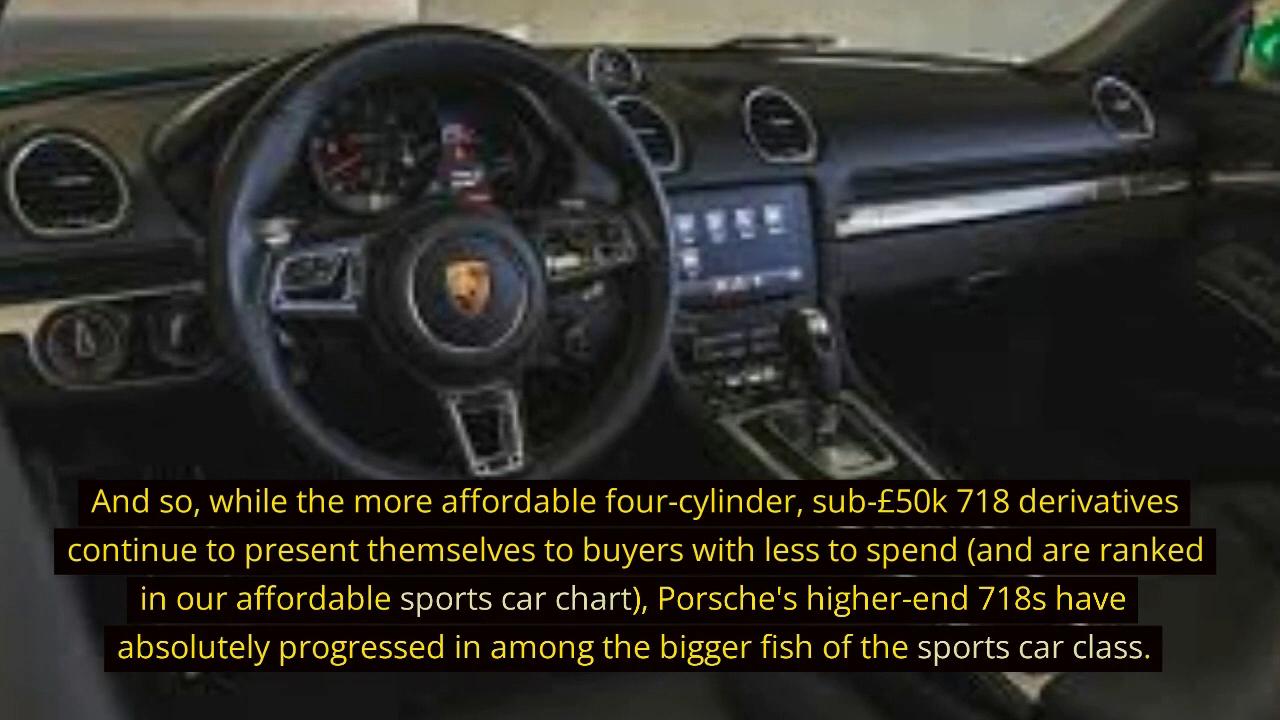 And so, while the more affordable four-cylinder, sub-£50k 718 derivatives
continue to present themselves to buyers with less to spend (and are ranked
in our affordable sports car chart), Porsche's higher-end 718s have
absolutely progressed in among the bigger fish of the sports car class.